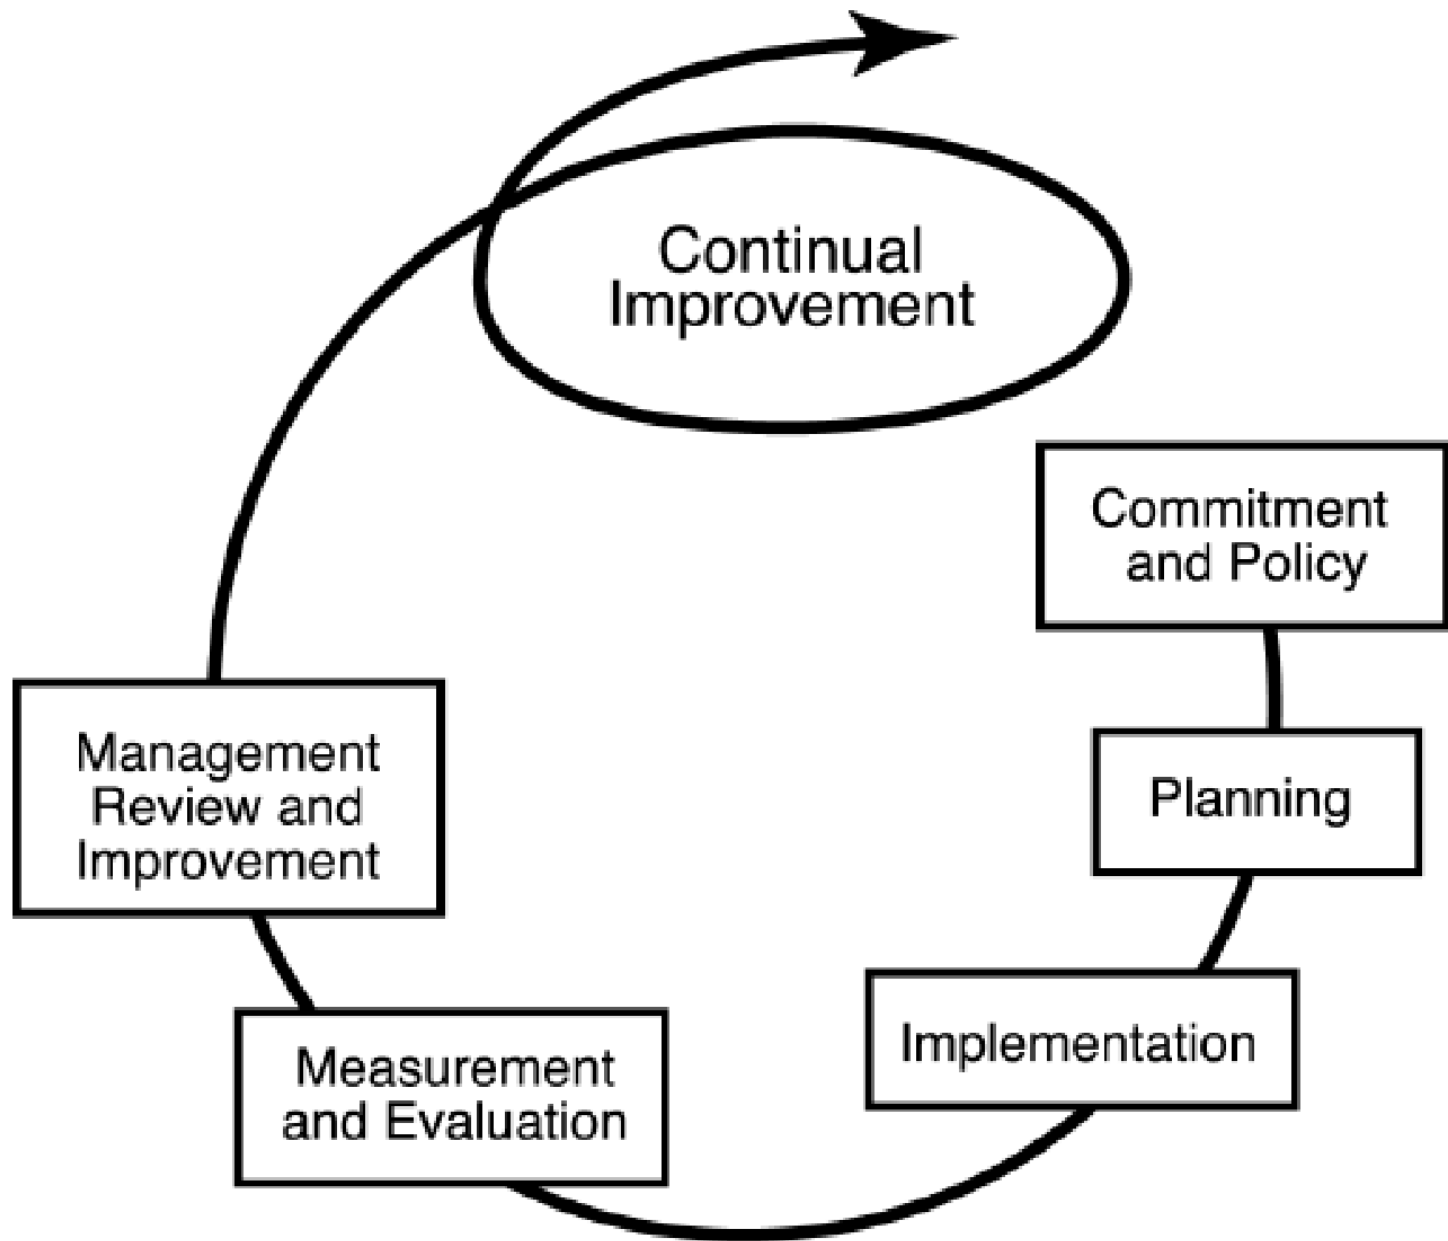 Continual
Improvement
Commitment
and Policy
Planning
Implementation
Measurement
and Evaluation
Management
Review and
Improvement